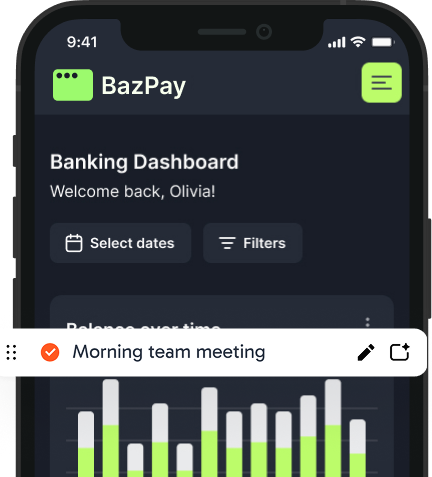 9:41
BazPay
Banking Dashboard
Welcome back, Olivia!
Select dates
Filters
Balance over time
Morning team meeting